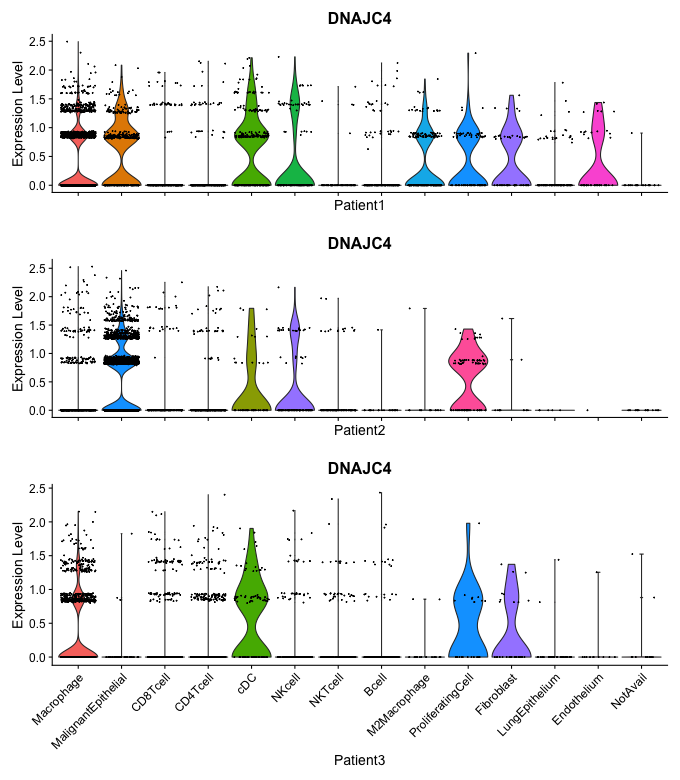 DNAJC4
Expression Level
2.5
2.0
1.5
1.0
0.5
0.0
Patient1
DNAJC4
Expression Level
2.5
2.0
1.5
1.0
0.5
0.0
Patient2
DNAJC4
Expression Level
2.5
2.0
1.5
1.0
0.5
0.0
Macrophage
MalignantEpithelial
CD8Tcell
CD4Tcell
cDC
NKcell
NKTcell
Bcell
M2Macrophage
ProliferatingCell
Fibroblast
LungEpithelium
Endothelium
NotAvail
Patient3